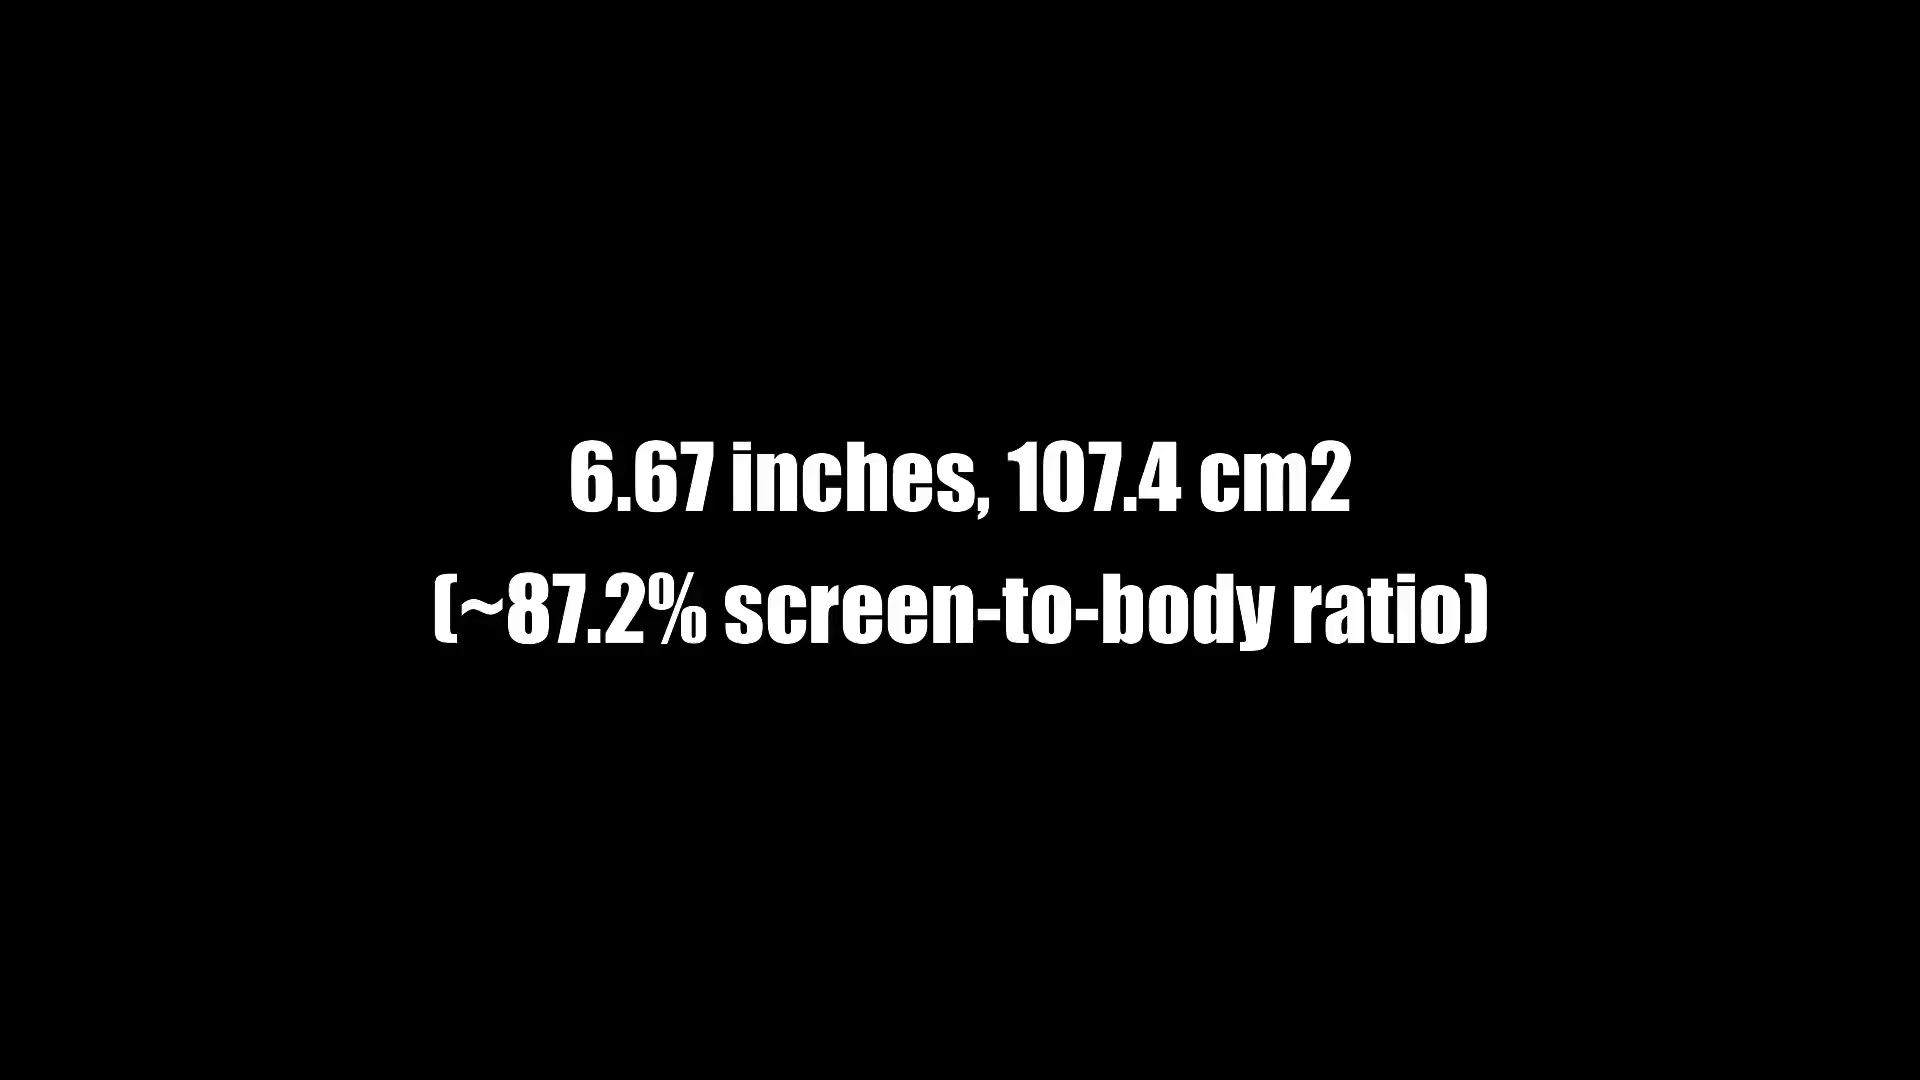 6.67 inches, 107.4 cm2
(~87.2% screen-to-body ratio)